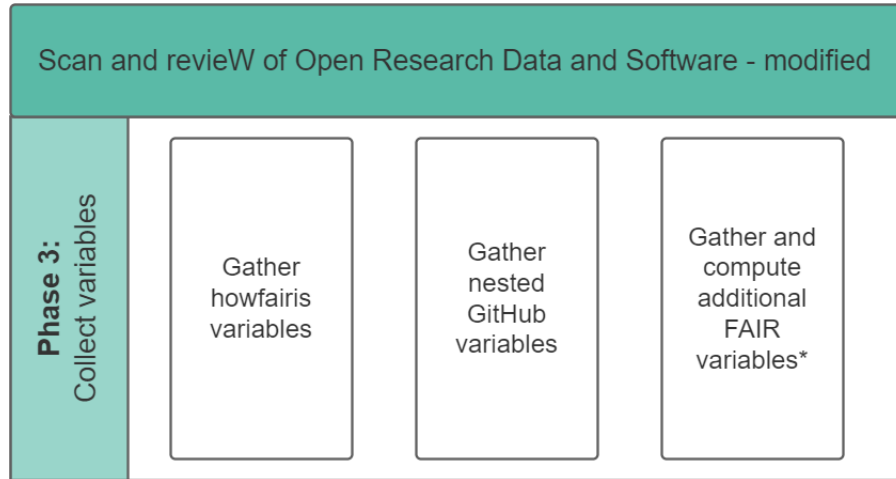 Scan and revieW of Open Research Data and Software - modified
Phase 3:
Collect variables
Gather
howfairis
variables
Gather
nested
GitHub
variables
Gather and
compute
additional
FAIR
variables*